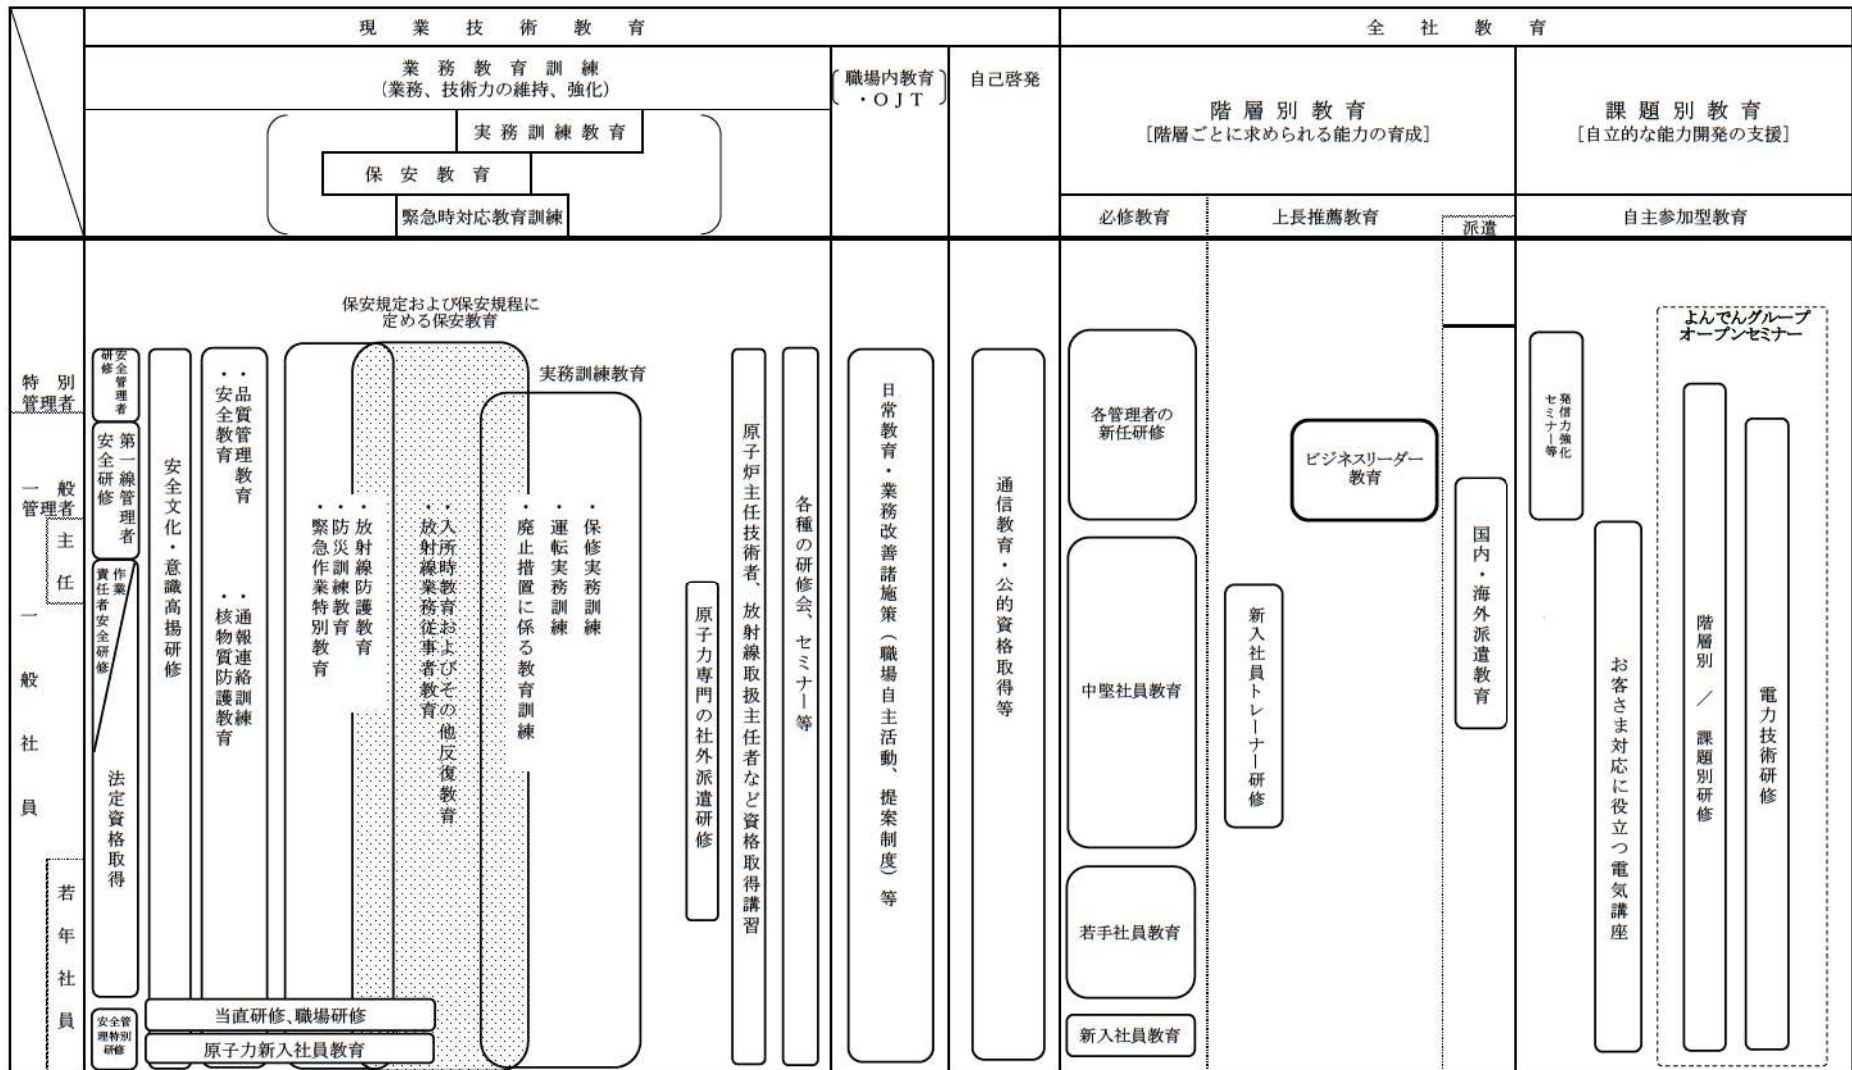 現業技術教育
全社教育
業務教育訓練
(業務、技術力の維持、強化)
職場内教育
・OJT
自己啓発
階層別教育
[階層ごとに求められる能力の育成]
課題別教育
[自立的な能力開発の支援]
実務訓練教育
保安教育
緊急時対応教育訓練
必修教育
上長推薦教育
派遣
自主参加型教育
特別
管理者
一般
管理者
主任
一般社員
若年社員
安全管理者
研修
第一線管理者
安全研修
作業
責任者安全研修
法定資格取得
安全管
理特別
研修
安全文化・意識高揚研修
・品質管理教育
・安全教育
・通報連絡訓練
・核物質防護教育
保安規定および保安規程に
定める保安教育
・放射線防護教育
・防災訓練教育
・緊急作業特別教育
・入所時教育およびその他反復教育
・放射線業務従事者教育
実務訓練教育
・保修実務訓練
・運転実務訓練
・廃止措置に係る教育訓練
当直研修、職場研修
原子力新入社員教育
原子力専門の社外派遣研修
原子炉主任技術者、放射線取扱主任者など資格取得講習
各種の研修会、セミナー等
日常教育・業務改善諸施策(職場自主活動、提案制度)等
通信教育・公的資格取得等
各管理者の
新任研修
中堅社員教育
若手社員教育
新入社員教育
ビジネスリーダー
教育
新入社員トレーナー研修
国内・海外派遣教育
発信力強化
セミナー等
お客さま対応に役立つ電気講座
よんでんグループ
オープンセミナー
階層別/課題別研修
電力技術研修